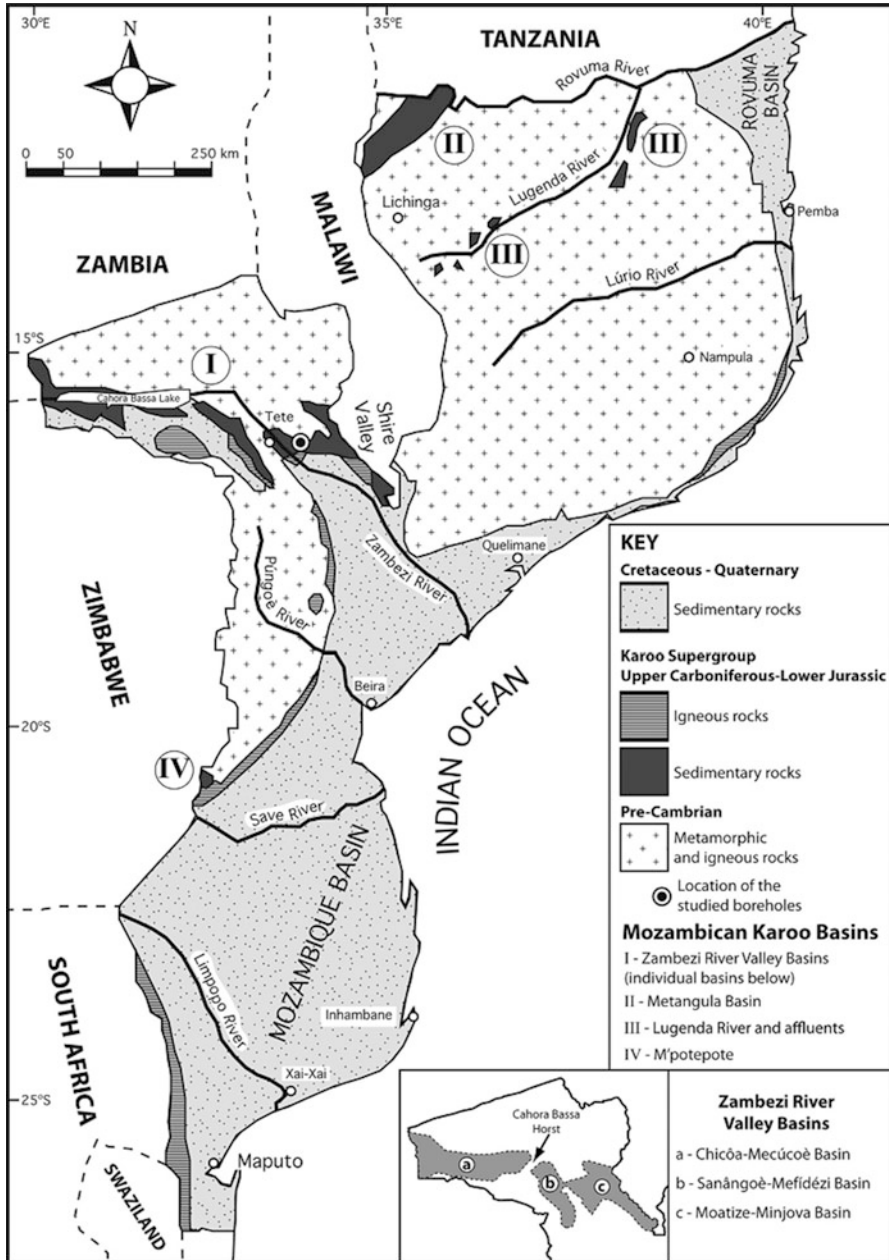 30°E
35°E
40°E
N
TANZANIA
Rovuma River
ROVUMA
BASIN
0 50 250 km
II
III
Lugenda River
Lichinga
Pemba
MALAWI
III
ZAMBIA
Lúrio River
15°S
I
Nampula
Cahora Bassa Lake
Tete
Shire
Valley
Quelimane
Zambezi River
Púngoè River
ZIMBABWE
Beira
INDIAN OCEAN
20°S
IV
Save River
MOZAMBIQUE BASIN
Limpopo
River
SOUTH AFRICA
Inhambane
Xai-Xai
25°S
Maputo
SWAZILAND
KEY
Cretaceous - Quaternary
Sedimentary rocks
Karoo Supergroup
Upper Carboniferous-Lower Jurassic
Igneous rocks
Sedimentary rocks
Pre-Cambrian
Metamorphic
and igneous rocks
Location of the
studied boreholes
Mozambican Karoo Basins
I - Zambezi River Valley Basins
(individual basins below)
II - Metangula Basin
III - Lugenda River and affluents
IV - M'potepote
Cahora Bassa
Horst
a
b
c
Zambezi River
Valley Basins
a - Chicôa-Mecúcoè Basin
b - Sanângoè-Mefídézi Basin
c - Moatize-Minjova Basin